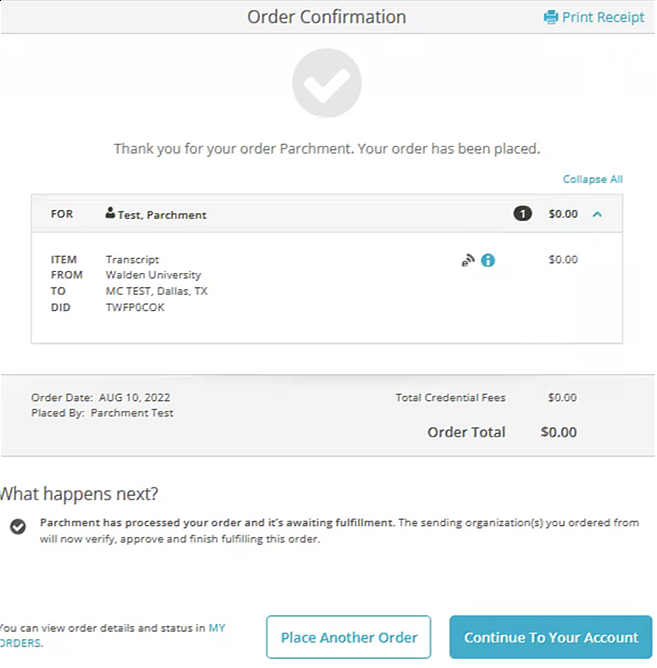 Order Confirmation
Print Receipt
Thank you for your order Parchment. Your order has been placed.
Collapse All
FOR Test, Parchment 1 $0.00
ITEM Transcript $0.00
FROM Walden University
TO MC TEST, Dallas, TX
DID TWFP0COK
Order Date: AUG 10, 2022 Total Credential Fees $0.00
Placed By: Parchment Test
Order Total $0.00
What happens next?
Parchment has processed your order and it's awaiting fulfillment. The sending organization(s) you ordered from
will now verify, approve and finish fulfilling this order.
You can view order details and status in MY
ORDERS.
Place Another Order
Continue To Your Account